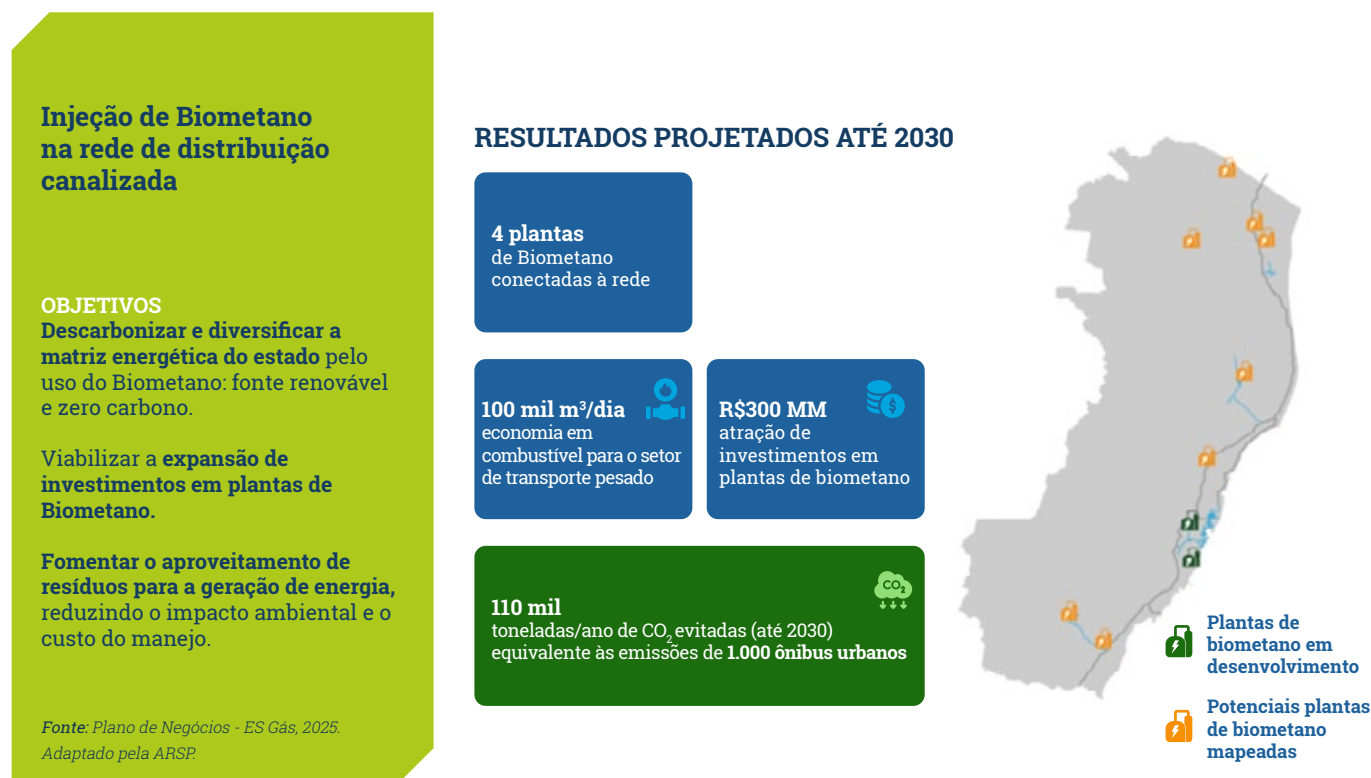 Injeção de Biometano
na rede de distribuição
canalizada
OBJETIVOS
Descarbonizar e diversificar a
matriz energética do estado pelo
uso do Biometano: fonte renovável
e zero carbono.
Viabilizar a expansão de
investimentos em plantas de
Biometano.
Fomentar o aproveitamento de
resíduos para a geração de energia,
reduzindo o impacto ambiental e o
custo do manejo.
Fonte: Plano de Negócios - ES Gás, 2025.
Adaptado pela ARSP.
RESULTADOS PROJETADOS ATÉ 2030
4 plantas
de Biometano
conectadas à rede
100 mil m³/dia
economia em
combustível para o setor
de transporte pesado
R$300 MM
atração de
investimentos em
plantas de biometano
CO₂
110 mil
toneladas/ano de CO₂ evitadas (até 2030)
equivalente às emissões de 1.000 ônibus urbanos
Plantas de
biometano em
desenvolvimento
Potenciais plantas
de biometano
mapeadas